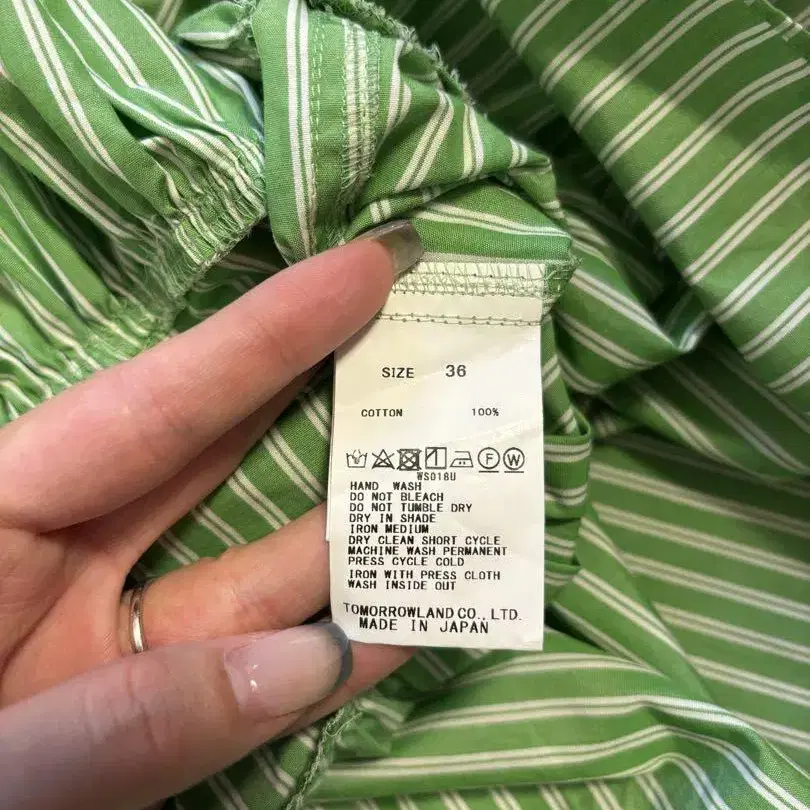 SIZE 36
COTTON 100%
F W
WS018U
HAND WASH
DO NOT BLEACH
DO NOT TUMBLE DRY
DRY IN SHADE
IRON MEDIUM
DRY CLEAN SHORT CYCLE
MACHINE WASH PERMANENT
PRESS CYCLE COLD
IRON WITH PRESS CLOTH
WASH INSIDE OUT
TOMORROWLAND CO., LTD.
MADE IN JAPAN